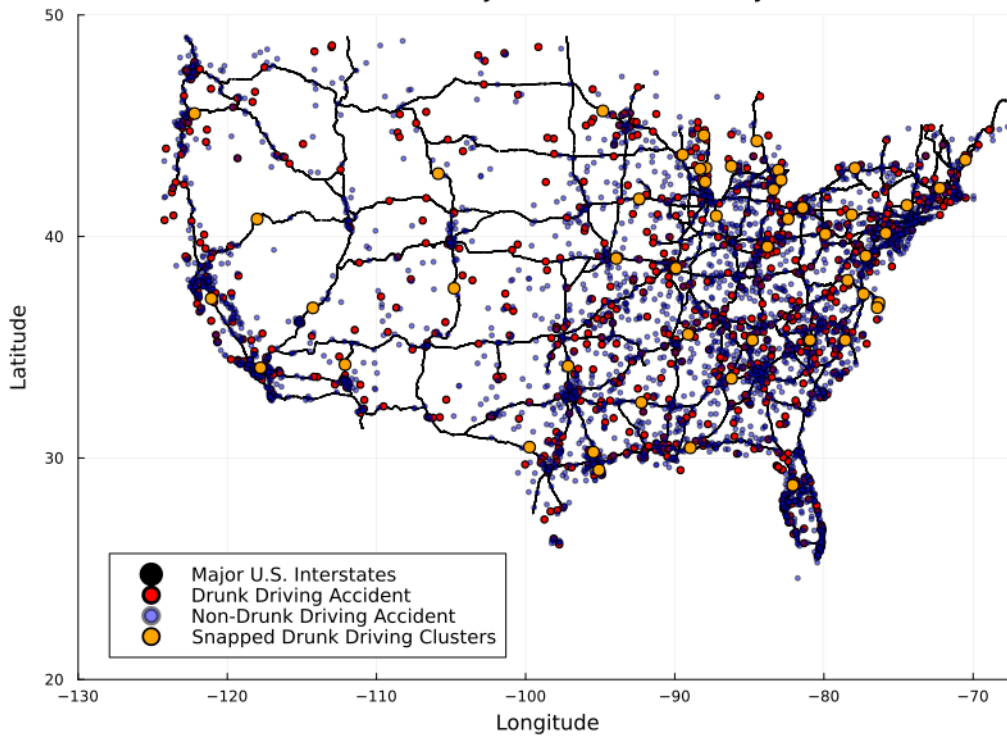 50
40
30
20
−130
−120
−110
−100
−90
−80
−70
Latitude
Longitude
Major U.S. Interstates
Drunk Driving Accident
Non-Drunk Driving Accident
Snapped Drunk Driving Clusters